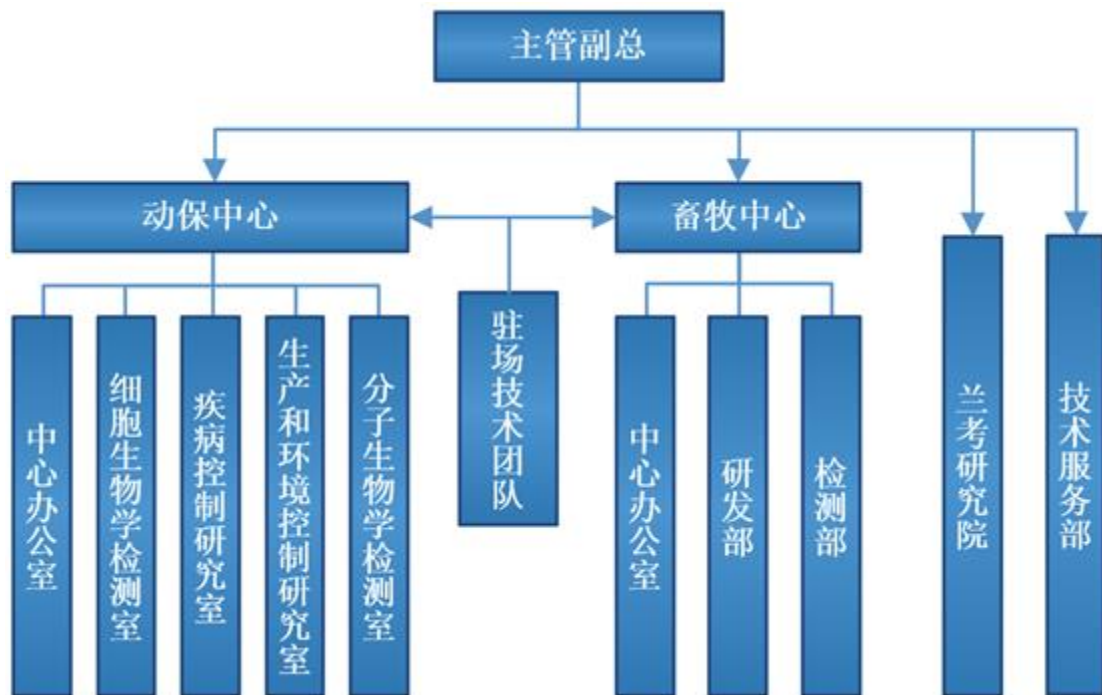 主管副总
动保中心
畜牧中心
中心办公室
细胞生物学检测室
疾病控制研究室
生产和环境控制研究室
分子生物学检测室
驻场技术团队
中心办公室
研发部
检测部
兰考研究院
技术服务部